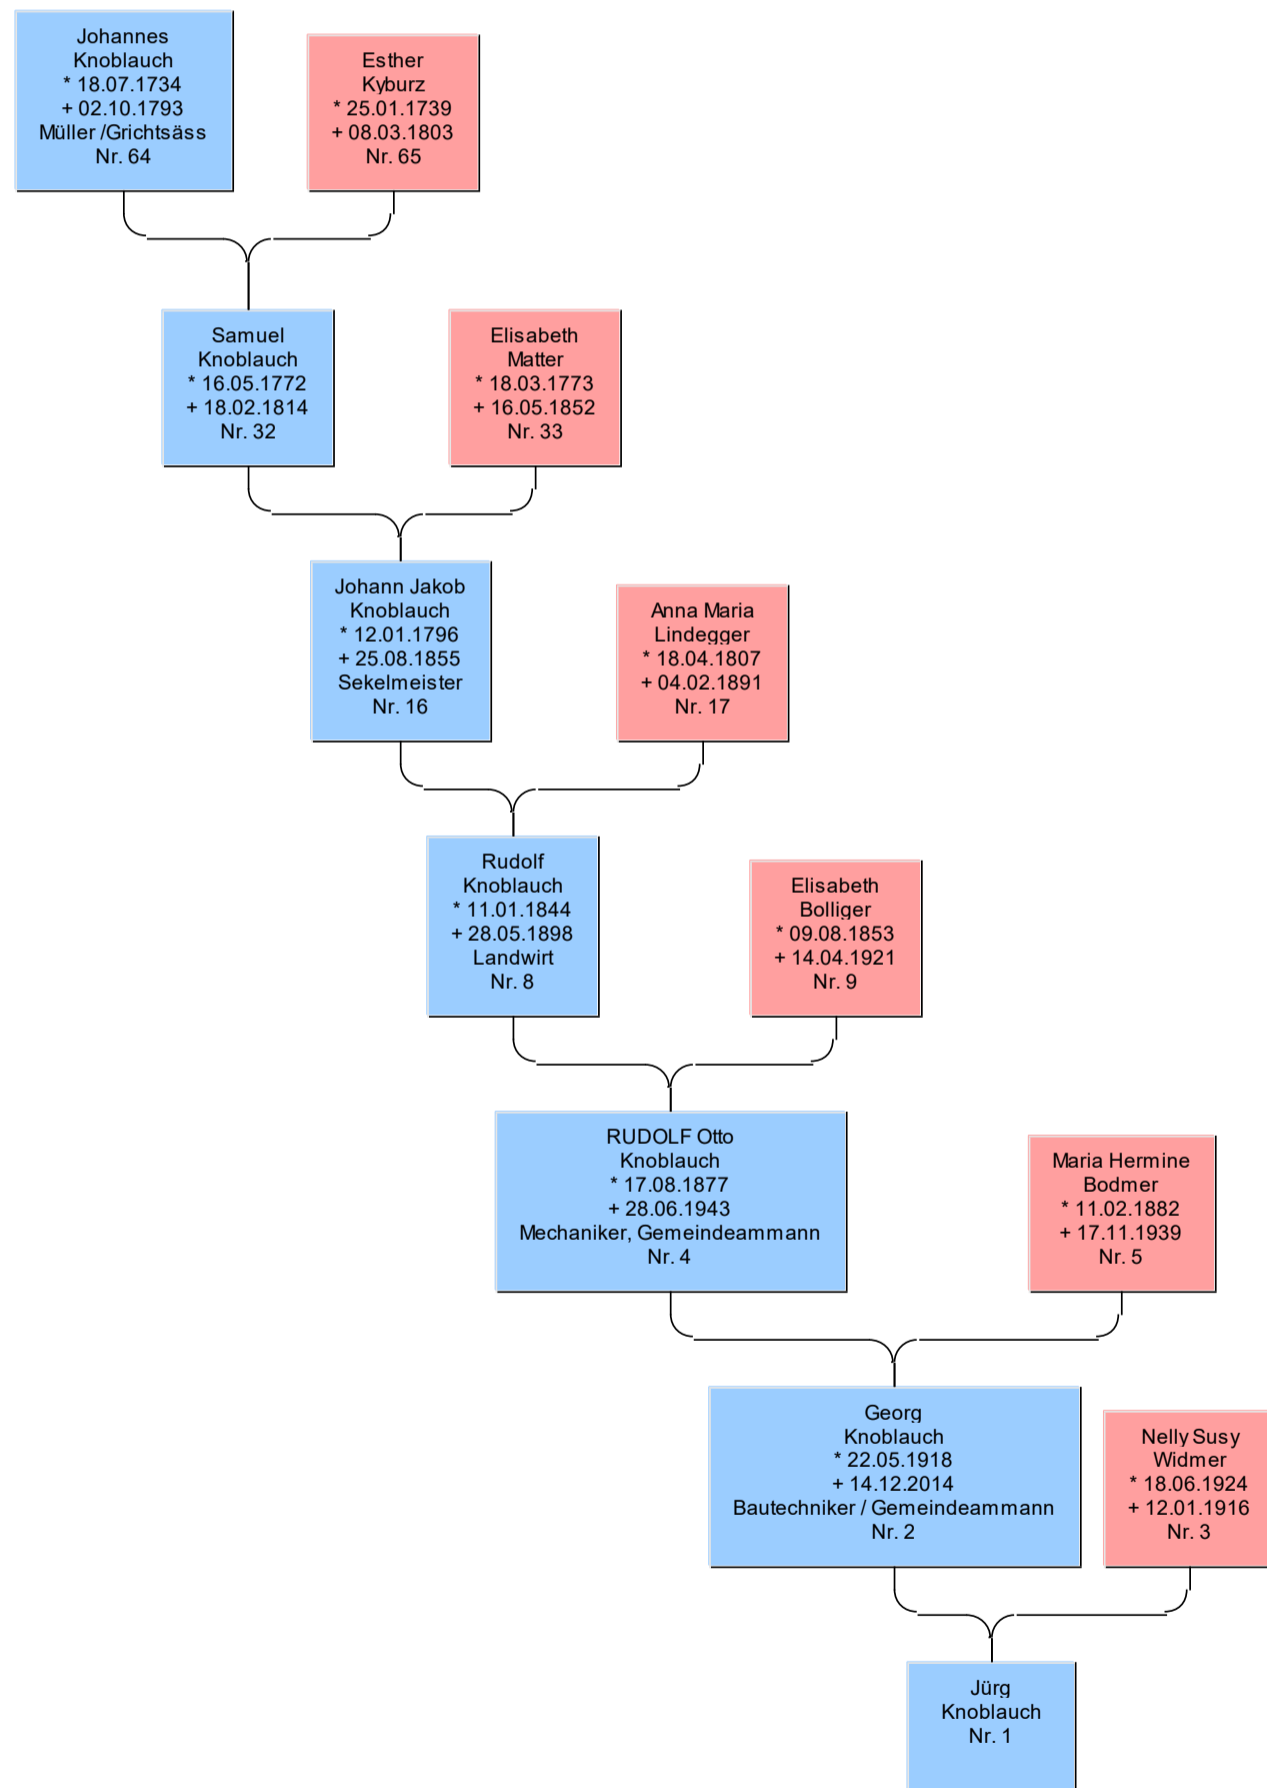 Johannes
Knoblauch
* 18.07.1734
+ 02.10.1793
Müller /Grichtsäss
Nr. 64
Esther
Kyburz
* 25.01.1739
+ 08.03.1803
Nr. 65
Samuel
Knoblauch
* 16.05.1772
+ 18.02.1814
Nr. 32
Elisabeth
Matter
* 18.03.1773
+ 16.05.1852
Nr. 33
Johann Jakob
Knoblauch
* 12.01.1796
+ 25.08.1855
Sekelmeister
Nr. 16
Anna Maria
Lindegger
* 18.04.1807
+ 04.02.1891
Nr. 17
Rudolf
Knoblauch
* 11.01.1844
+ 28.05.1898
Landwirt
Nr. 8
Elisabeth
Bolliger
* 09.08.1853
+ 14.04.1921
Nr. 9
RUDOLF Otto
Knoblauch
* 17.08.1877
+ 28.06.1943
Mechaniker, Gemeindeammann
Nr. 4
Maria Hermine
Bodmer
* 11.02.1882
+ 17.11.1939
Nr. 5
Georg
Knoblauch
* 22.05.1918
+ 14.12.2014
Bautechniker / Gemeindeammann
Nr. 2
Nelly Susy
Widmer
* 18.06.1924
+ 12.01.1916
Nr. 3
Jürg
Knoblauch
Nr. 1